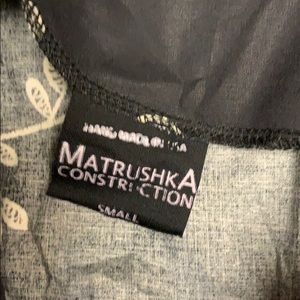 HAND MADE IN USA
MATRUSHKA
CONSTRUCTION
SMALL